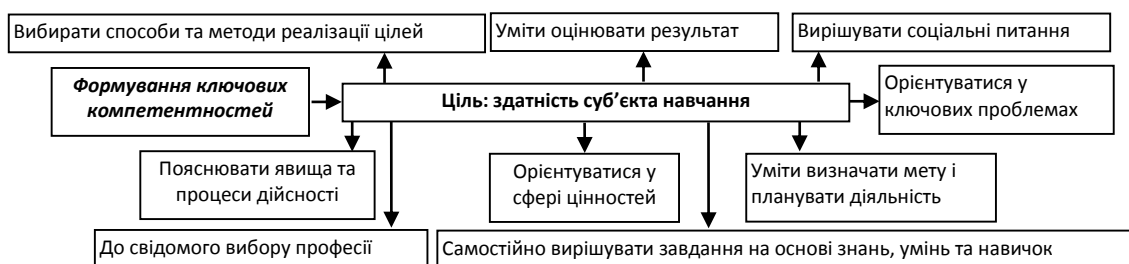 Вибирати способи та методи реалізації цілей
Уміти оцінювати результат
Вирішувати соціальні питання
Формування ключових
компетентностей
Ціль: здатність суб’єкта навчання
Орієнтуватися у
ключових проблемах
Пояснювати явища та
процеси дійсності
Орієнтуватися у
сфері цінностей
Уміти визначати мету і
планувати діяльність
До свідомого вибору професії
Самостійно вирішувати завдання на основі знань, умінь та навичок